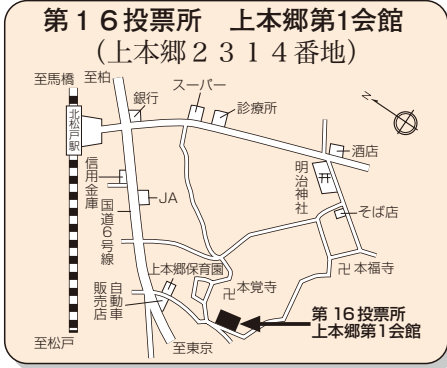 第16投票所　上本郷第1会館
（上本郷２３１４番地）
至馬橋
至柏
銀行
スーパー
診療所
N
北松戸駅
酒店
信用金庫
国道6号線
JA
明治神社
そば店
上本郷保育園
卍本覚寺
卍本福寺
自動車
販売店
第16投票所
上本郷第1会館
至松戸
至東京